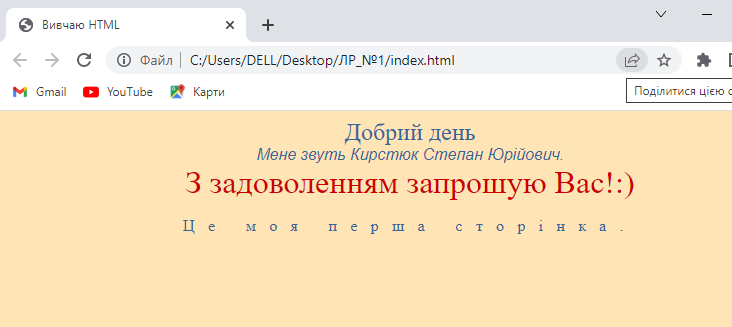 Вивчаю HTML
Файл C:/Users/DELL/Desktop/ЛР_№1/index.html
Gmail YouTube Карти
Поділитися цією
Добрий день
Мене звуть Кирстюк Степан Юрійович.
З задоволенням запрошую Вас!:)
Це моя перша сторінка.